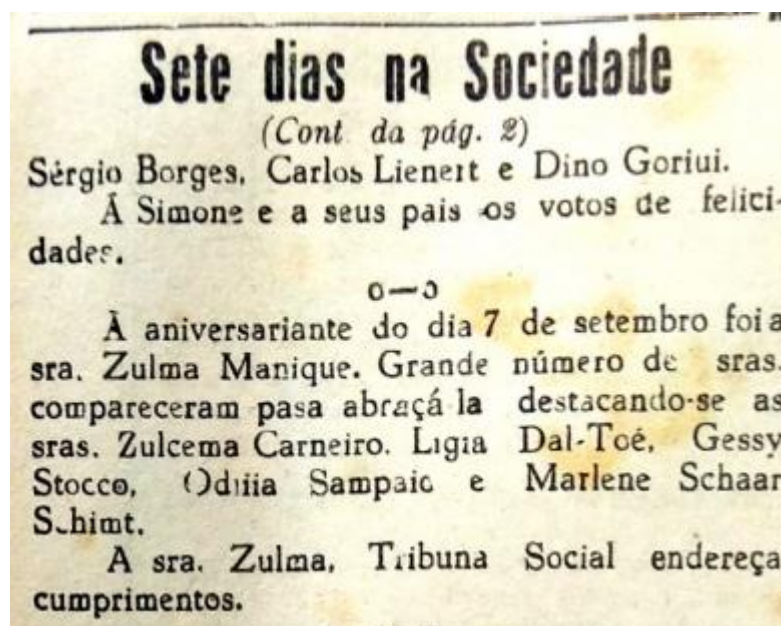 Sete dias na Sociedade
(Cont da pág. 2)
Sérgio Borges, Carlos Lienert e Dino Goriui.
Á Simone e a seus pais os votos de felici-
dades.
o—o
À aniversariante do dia 7 de setembro foi a
sra. Zulma Manique. Grande número de sras.
compareceram pasa abraçá-la destacando-se as
sras. Zulcema Carneiro, Ligia Dal-Toé, Gessy
Stocco, Odilia Sampaio e Marlene Schaar
Schimt.
A sra. Zulma, Tribuna Social endereça
cumprimentos.